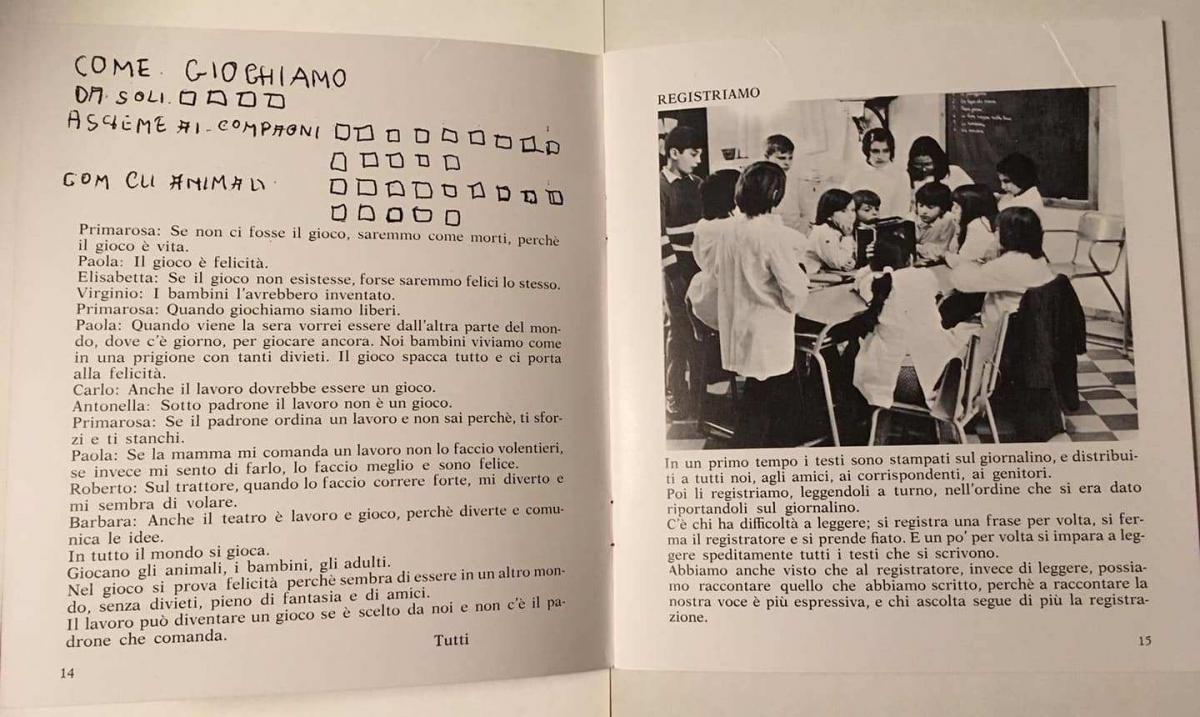 COME GIOCHIAMO
DA SOLI
ASSIEME AI COMPAGNI
CON GLI ANIMALI
Primarosa: Se non ci fosse il gioco, saremmo come morti, perchè
il gioco è vita.
Paola: Il gioco è felicità.
Elisabetta: Se il gioco non esistesse, forse saremmo felici lo stesso.
Virginio: I bambini l'avrebbero inventato.
Primarosa: Quando giochiamo siamo liberi.
Paola: Quando viene la sera vorrei essere dall'altra parte del mon-
do, dove c'è giorno, per giocare ancora. Noi bambini viviamo come
in una prigione con tanti divieti. Il gioco spacca tutto e ci porta
alla felicità.
Carlo: Anche il lavoro dovrebbe essere un gioco.
Antonella: Sotto padrone il lavoro non è un gioco.
Primarosa: Se il padrone ordina un lavoro e non sai perchè, ti sfor-
zi e ti stanchi.
Paola: Se la mamma mi comanda un lavoro non lo faccio volentieri,
se invece mi sento di farlo, lo faccio meglio e sono felice.
Roberto: Sul trattore, quando lo faccio correre forte, mi diverto e
mi sembra di volare.
Barbara: Anche il teatro è lavoro e gioco, perchè diverte e comu-
nica le idee.
In tutto il mondo si gioca.
Giocano gli animali, i bambini, gli adulti.
Nel gioco si prova felicità perchè sembra di essere in un altro mon-
do, senza divieti, pieno di fantasia e di amici.
Il lavoro può diventare un gioco se è scelto da noi e non c'è il pa-
drone che comanda.
Tutti
14
REGISTRIAMO
In un primo tempo i testi sono stampati sul giornalino, e distribui-
ti a tutti noi, agli amici, ai corrispondenti, ai genitori.
Poi li registriamo, leggendoli a turno, nell'ordine che si era dato
riportandoli sul giornalino.
C'è chi ha difficoltà a leggere; si registra una frase per volta, si fer-
ma il registratore e si prende fiato. E un po' per volta si impara a leg-
gere speditamente tutti i testi che si scrivono.
Abbiamo anche visto che al registratore, invece di leggere, possia-
mo raccontare quello che abbiamo scritto, perchè a raccontare la
nostra voce è più espressiva, e chi ascolta segue di più la registra-
zione.
15